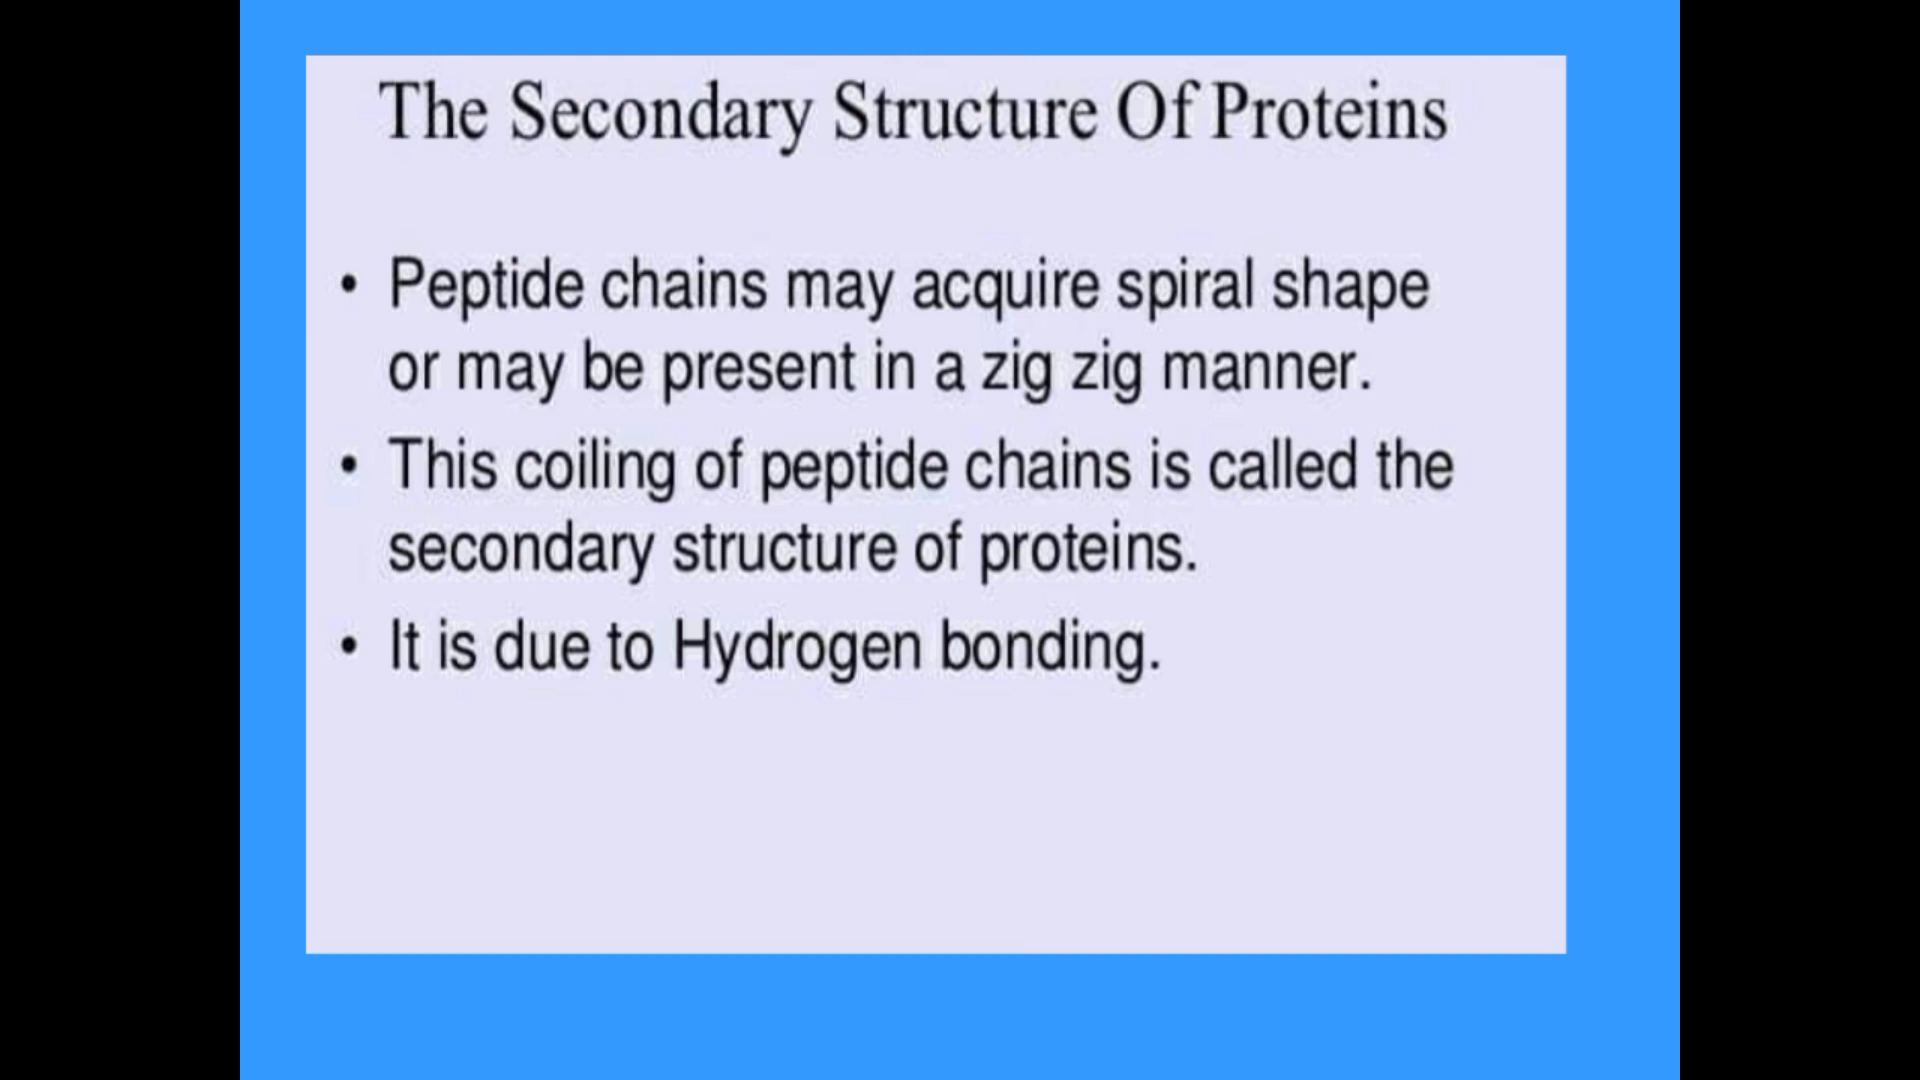 The Secondary Structure Of Proteins
• Peptide chains may acquire spiral shape
or may be present in a zig zig manner.
• This coiling of peptide chains is called the
secondary structure of proteins.
• It is due to Hydrogen bonding.